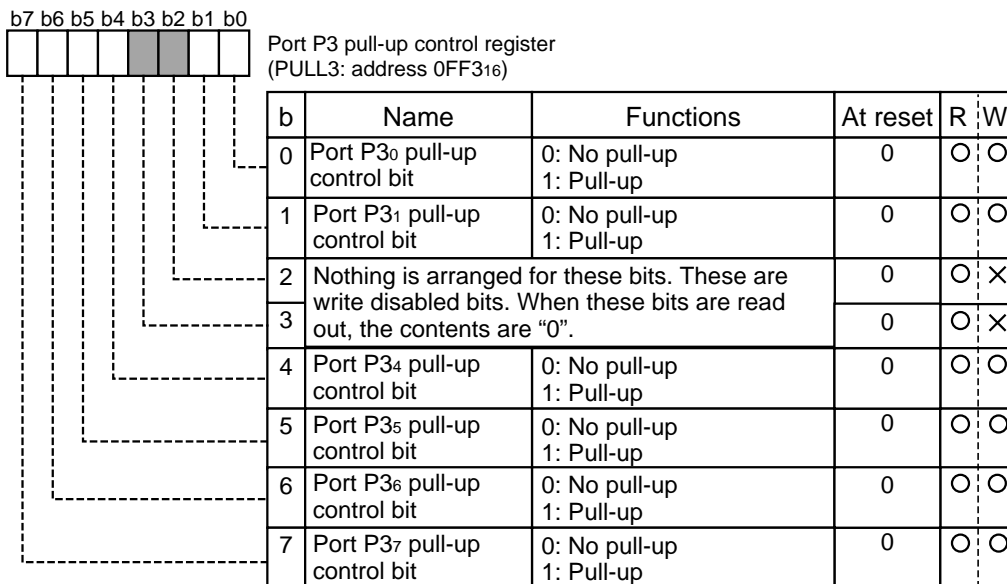 b7 b6 b5 b4 b3 b2 b1 b0
Port P3 pull-up control register
(PULL3: address 0FF316)
b Name Functions At reset R W
0 Port P30 pull-up control bit 0: No pull-up 1: Pull-up 0 O O
1 Port P31 pull-up control bit 0: No pull-up 1: Pull-up 0 O O
2 Nothing is arranged for these bits. These are 0 O ×
write disabled bits. When these bits are read
3 out, the contents are “0”. 0 O ×
4 Port P34 pull-up control bit 0: No pull-up 1: Pull-up 0 O O
5 Port P35 pull-up control bit 0: No pull-up 1: Pull-up 0 O O
6 Port P36 pull-up control bit 0: No pull-up 1: Pull-up 0 O O
7 Port P37 pull-up control bit 0: No pull-up 1: Pull-up 0 O O